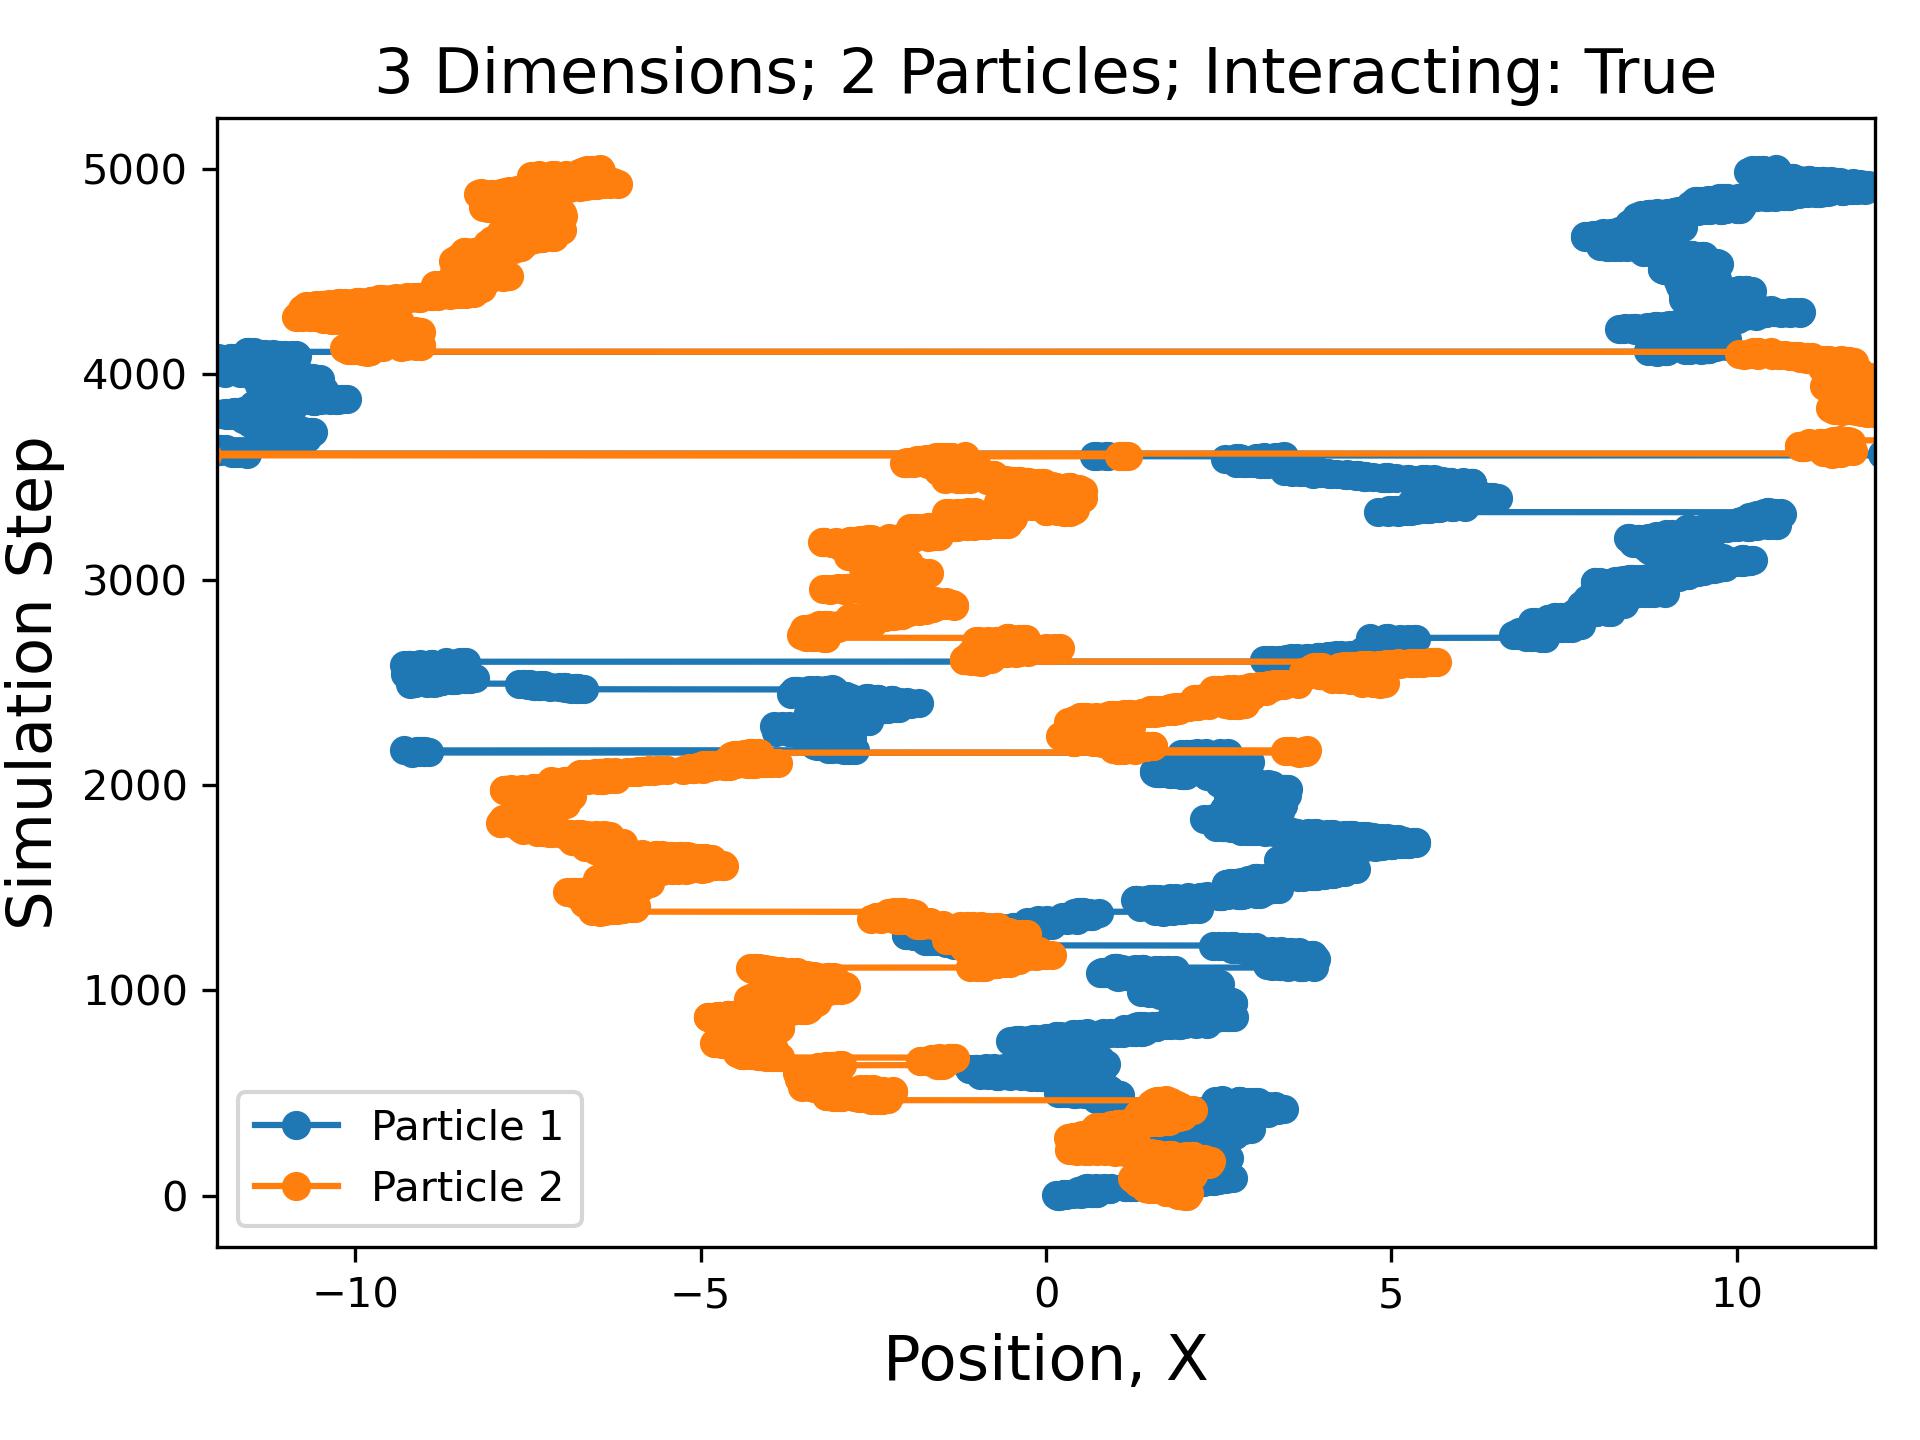 3 Dimensions; 2 Particles; Interacting: True
Simulation Step
5000
4000
3000
2000
1000
0
Particle 1
Particle 2
−10
−5
0
5
10
Position, X